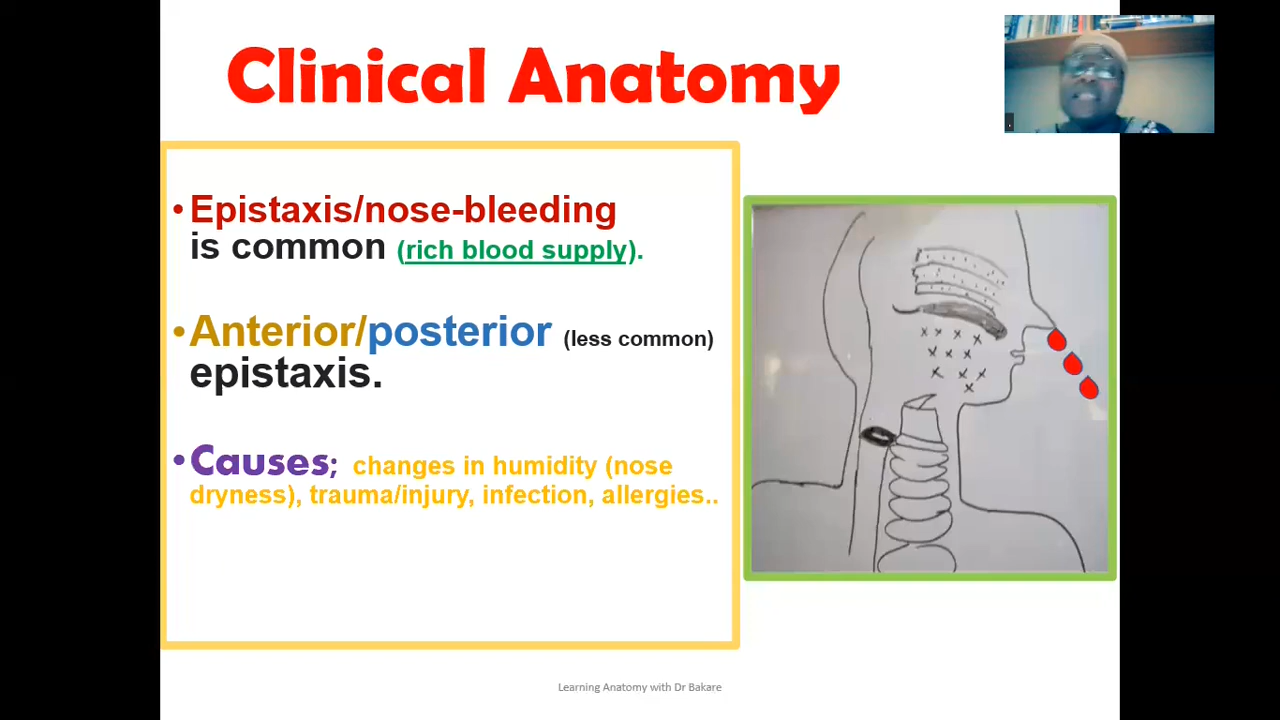 Clinical Anatomy
•Epistaxis/nose-bleeding
is common (rich blood supply).
•Anterior/posterior (less common)
epistaxis.
•Causes; changes in humidity (nose
dryness), trauma/injury, infection, allergies..
Learning Anatomy with Dr Bakare